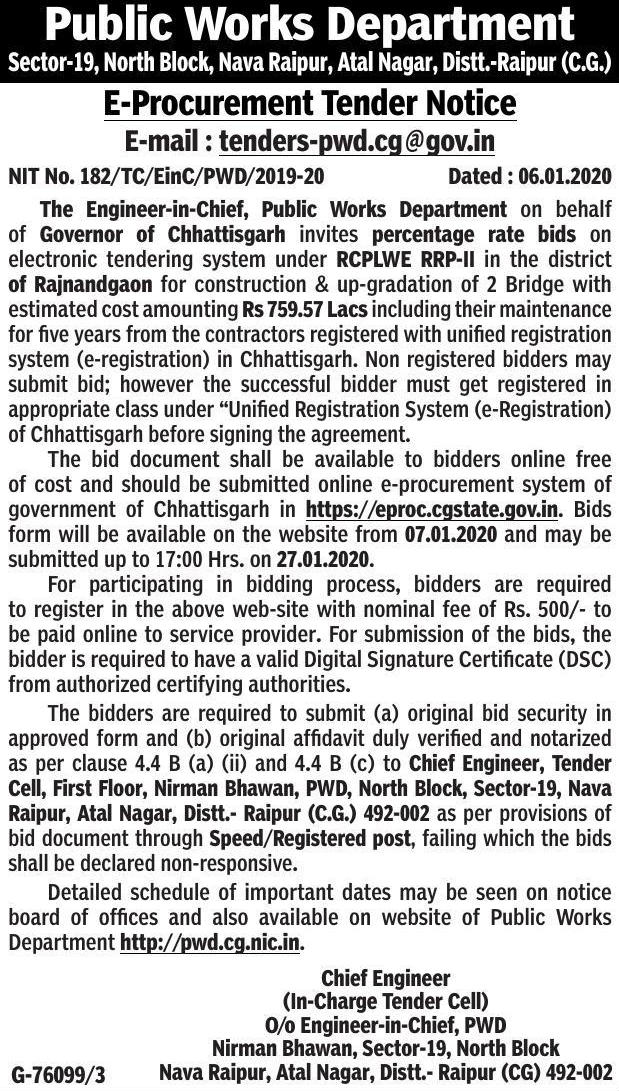 Public Works Department
Sector-19, North Block, Nava Raipur, Atal Nagar, Distt.-Raipur (C.G.)
E-Procurement Tender Notice
E-mail : tenders-pwd.cg@gov.in
NIT No. 182/TC/EinC/PWD/2019-20 Dated : 06.01.2020
The Engineer-in-Chief, Public Works Department on behalf
of Governor of Chhattisgarh invites percentage rate bids on
electronic tendering system under RCPLWE RRP-II in the district
of Rajnandgaon for construction & up-gradation of 2 Bridge with
estimated cost amounting Rs 759.57 Lacs including their maintenance
for five years from the contractors registered with unified registration
system (e-registration) in Chhattisgarh. Non registered bidders may
submit bid; however the successful bidder must get registered in
appropriate class under “Unified Registration System (e-Registration)
of Chhattisgarh before signing the agreement.
The bid document shall be available to bidders online free
of cost and should be submitted online e-procurement system of
government of Chhattisgarh in https://eproc.cgstate.gov.in. Bids
form will be available on the website from 07.01.2020 and may be
submitted up to 17:00 Hrs. on 27.01.2020.
For participating in bidding process, bidders are required
to register in the above web-site with nominal fee of Rs. 500/- to
be paid online to service provider. For submission of the bids, the
bidder is required to have a valid Digital Signature Certificate (DSC)
from authorized certifying authorities.
The bidders are required to submit (a) original bid security in
approved form and (b) original affidavit duly verified and notarized
as per clause 4.4 B (a) (ii) and 4.4 B (c) to Chief Engineer, Tender
Cell, First Floor, Nirman Bhawan, PWD, North Block, Sector-19, Nava
Raipur, Atal Nagar, Distt.- Raipur (C.G.) 492-002 as per provisions of
bid document through Speed/Registered post, failing which the bids
shall be declared non-responsive.
Detailed schedule of important dates may be seen on notice
board of offices and also available on website of Public Works
Department http://pwd.cg.nic.in.
Chief Engineer
(In-Charge Tender Cell)
O/o Engineer-in-Chief, PWD
Nirman Bhawan, Sector-19, North Block
G-76099/3 Nava Raipur, Atal Nagar, Distt.- Raipur (CG) 492-002